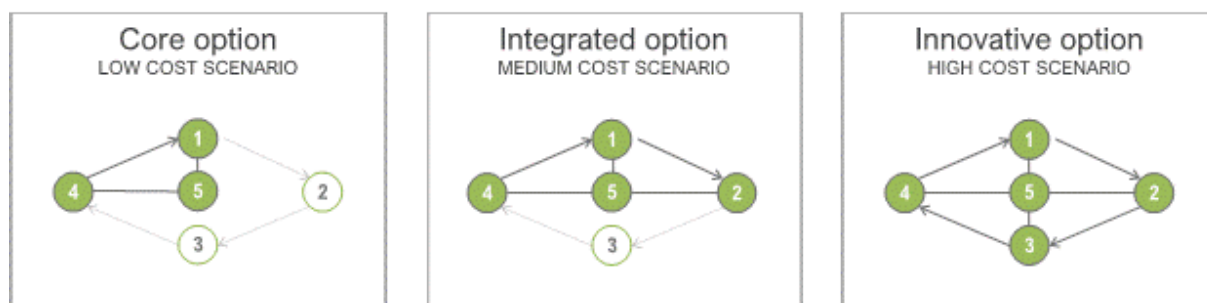 Core option
LOW COST SCENARIO
1
4
5
2
3
Integrated option
MEDIUM COST SCENARIO
1
4
5
2
3
Innovative option
HIGH COST SCENARIO
1
4
5
2
3